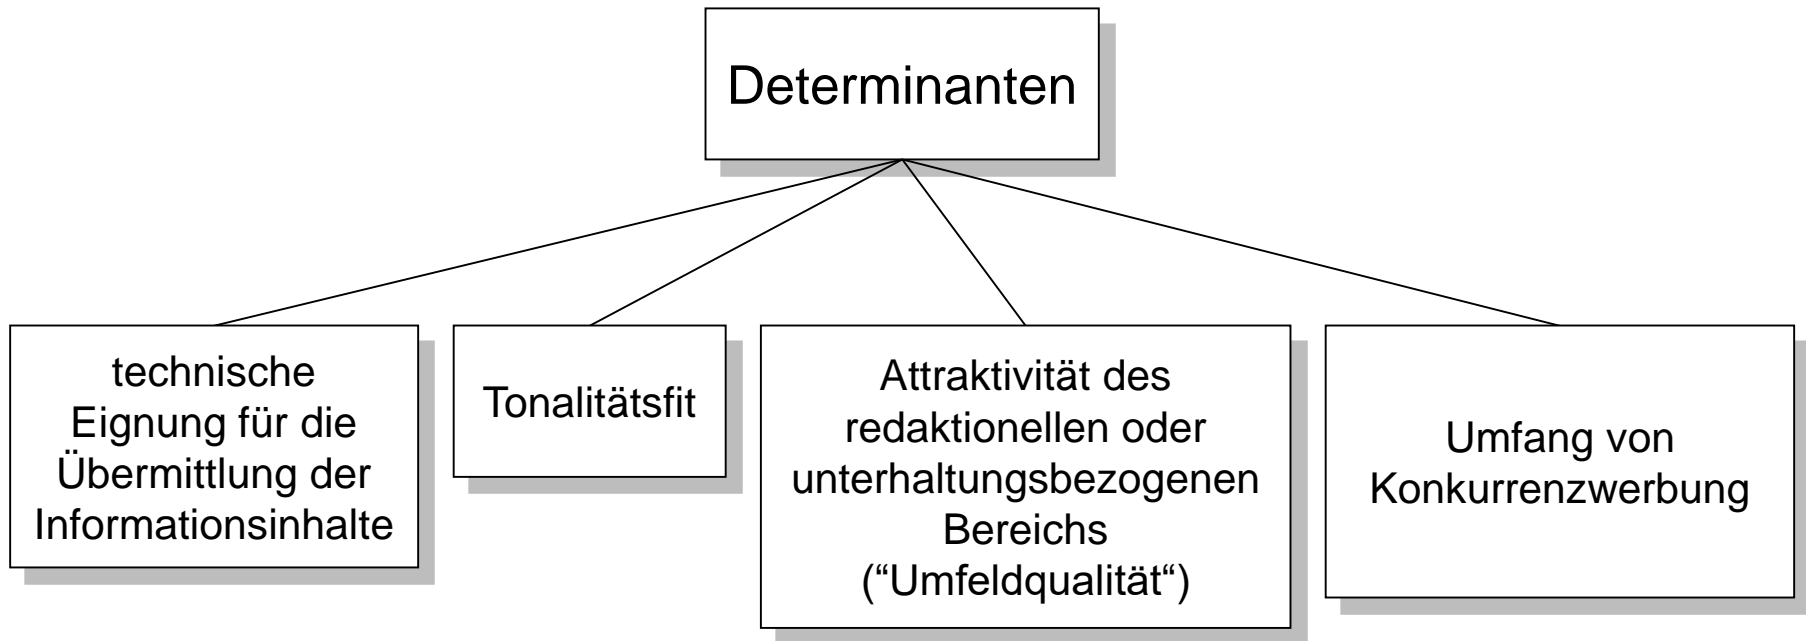 Determinanten
technische
Eignung für die
Übermittlung der
Informationsinhalte
Tonalitätsfit
Attraktivität des
redaktionellen oder
unterhaltungsbezogenen
Bereichs
(“Umfeldqualität“)
Umfang von
Konkurrenzwerbung